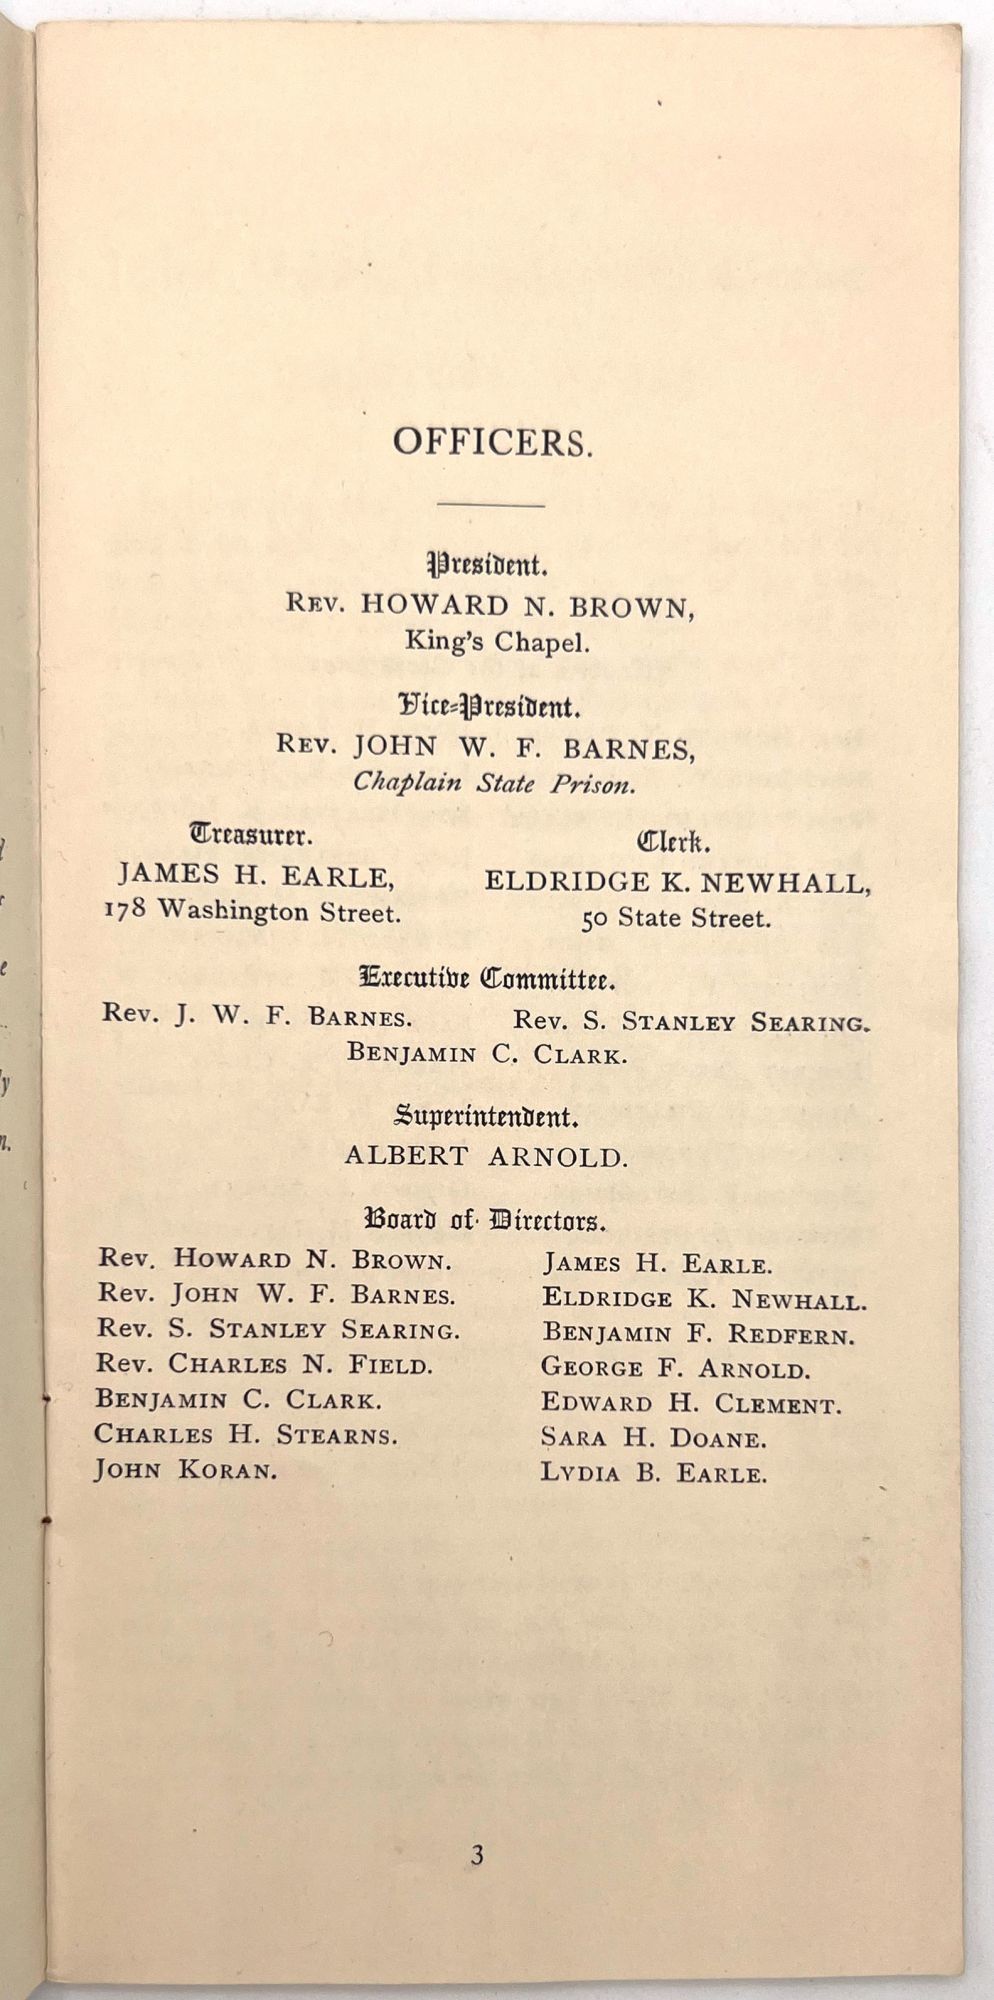 OFFICERS.
President.
Rev. HOWARD N. BROWN,
King's Chapel.
Vice-President.
Rev. JOHN W. F. BARNES,
Chaplain State Prison.
Treasurer.
JAMES H. EARLE,
178 Washington Street.
Clerk.
ELDRIDGE K. NEWHALL,
50 State Street.
Executive Committee.
Rev. J. W. F. BARNES.
Rev. S. STANLEY SEARING.
BENJAMIN C. CLARK.
Superintendent.
ALBERT ARNOLD.
Board of Directors.
Rev. HOWARD N. BROWN.
Rev. JOHN W. F. BARNES.
Rev. S. STANLEY SEARING.
Rev. CHARLES N. FIELD.
BENJAMIN C. CLARK.
CHARLES H. STEARNS.
JOHN KORAN.
JAMES H. EARLE.
ELDRIDGE K. NEWHALL.
BENJAMIN F. REDFERN.
GEORGE F. ARNOLD.
EDWARD H. CLEMENT.
SARA H. DOANE.
LYDIA B. EARLE.
3